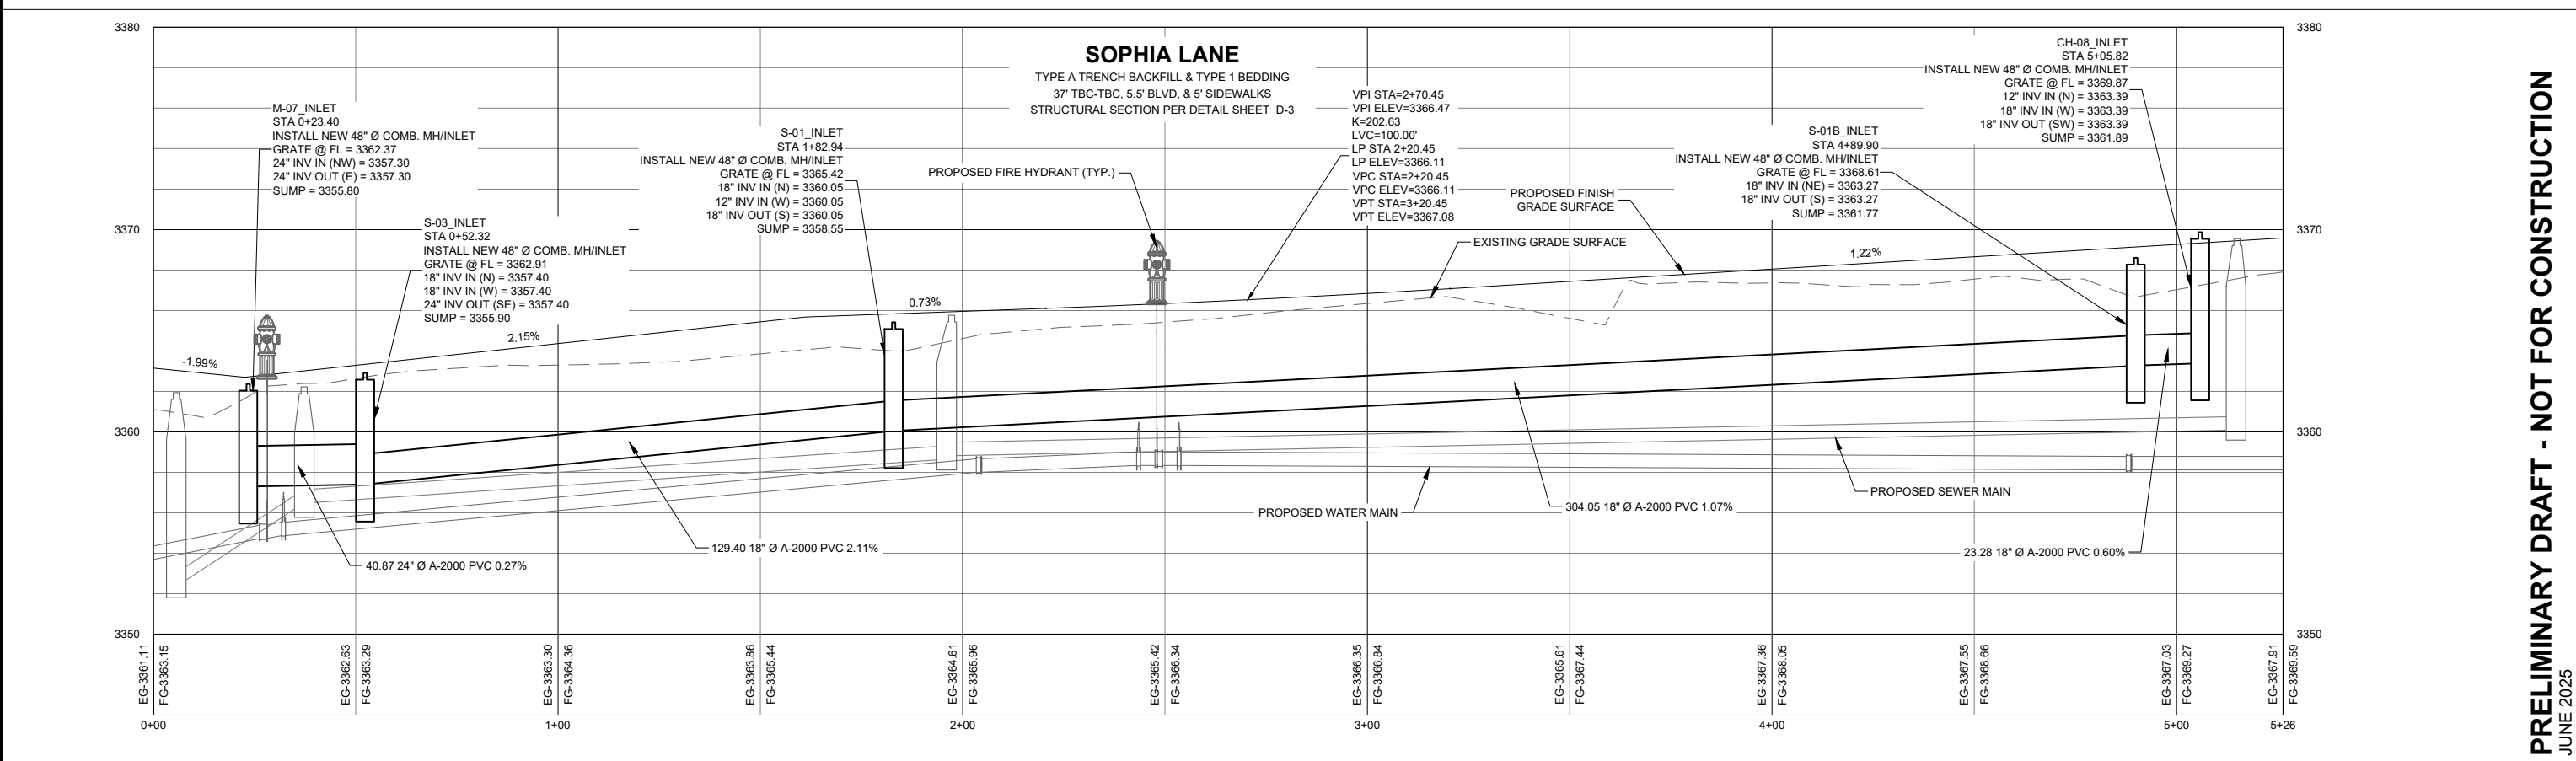 3380
3380
3370
3370
3360
3360
3350
3350
SOPHIA LANE
TYPE A TRENCH BACKFILL & TYPE 1 BEDDING
37' TBC-TBC, 5.5' BLVD, & 5' SIDEWALKS
STRUCTURAL SECTION PER DETAIL SHEET D-3
M-07_INLET
STA 0+23.40
INSTALL NEW 48" Ø COMB. MH/INLET
GRATE @ FL = 3362.37
24" INV IN (NW) = 3357.30
24" INV OUT (E) = 3357.30
SUMP = 3355.80
S-03_INLET
STA 0+52.32
INSTALL NEW 48" Ø COMB. MH/INLET
GRATE @ FL = 3362.91
18" INV IN (N) = 3357.40
18" INV IN (W) = 3357.40
24" INV OUT (SE) = 3357.40
SUMP = 3355.90
S-01_INLET
STA 1+82.94
INSTALL NEW 48" Ø COMB. MH/INLET
GRATE @ FL = 3365.42
18" INV IN (N) = 3360.05
12" INV IN (W) = 3360.05
18" INV OUT (S) = 3360.05
SUMP = 3358.55
PROPOSED FIRE HYDRANT (TYP.)
VPI STA=2+70.45
VPI ELEV=3366.47
K=202.63
LVC=100.00'
LP STA 2+20.45
LP ELEV=3366.11
VPC STA=2+20.45
VPC ELEV=3366.11
VPT STA=3+20.45
VPT ELEV=3367.08
PROPOSED FINISH
GRADE SURFACE
EXISTING GRADE SURFACE
S-01B_INLET
STA 4+89.90
INSTALL NEW 48" Ø COMB. MH/INLET
GRATE @ FL = 3368.61
18" INV IN (NE) = 3363.27
18" INV OUT (S) = 3363.27
SUMP = 3361.77
CH-08_INLET
STA 5+05.82
INSTALL NEW 48" Ø COMB. MH/INLET
GRATE @ FL = 3369.87
12" INV IN (N) = 3363.39
18" INV IN (W) = 3363.39
18" INV OUT (SW) = 3363.39
SUMP = 3361.89
-1.99%
2.15%
0.73%
1.22%
40.87 24" Ø A-2000 PVC 0.27%
129.40 18" Ø A-2000 PVC 2.11%
PROPOSED WATER MAIN
304.05 18" Ø A-2000 PVC 1.07%
PROPOSED SEWER MAIN
23.28 18" Ø A-2000 PVC 0.60%
EG-3361.11
FG-3363.15
EG-3362.63
FG-3363.29
EG-3363.30
FG-3364.36
EG-3363.86
FG-3365.44
EG-3364.61
FG-3365.96
EG-3365.42
FG-3366.34
EG-3366.35
FG-3366.84
EG-3365.61
FG-3367.44
EG-3367.36
FG-3368.05
EG-3367.55
FG-3368.66
EG-3367.03
FG-3369.27
EG-3367.91
FG-3369.59
0+00
1+00
2+00
3+00
4+00
5+00
5+26
PRELIMINARY DRAFT - NOT FOR CONSTRUCTION
JUNE 2025